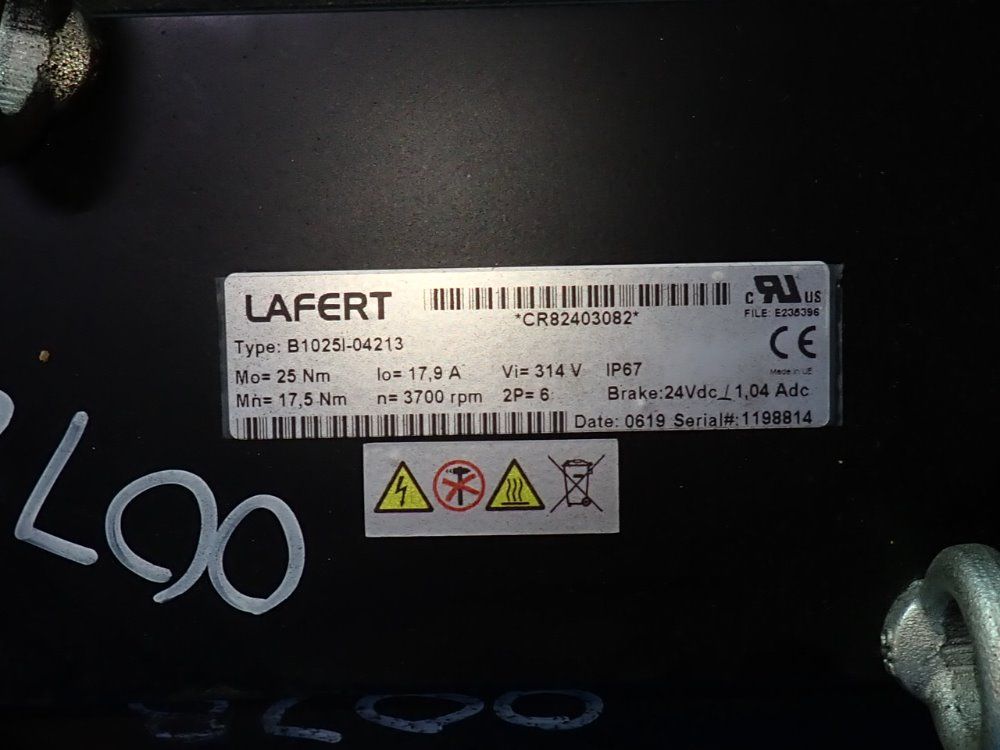 LAFERT
*CR82403082*
C US
FILE: E235396
Type: B1025I-04213
CE
Made in UE
Mo= 25 Nm Io= 17,9 A Vi= 314 V IP67
Mn= 17,5 Nm n= 3700 rpm 2P= 6 Brake:24Vdc / 1,04 Adc
Date: 0619 Serial#:1198814